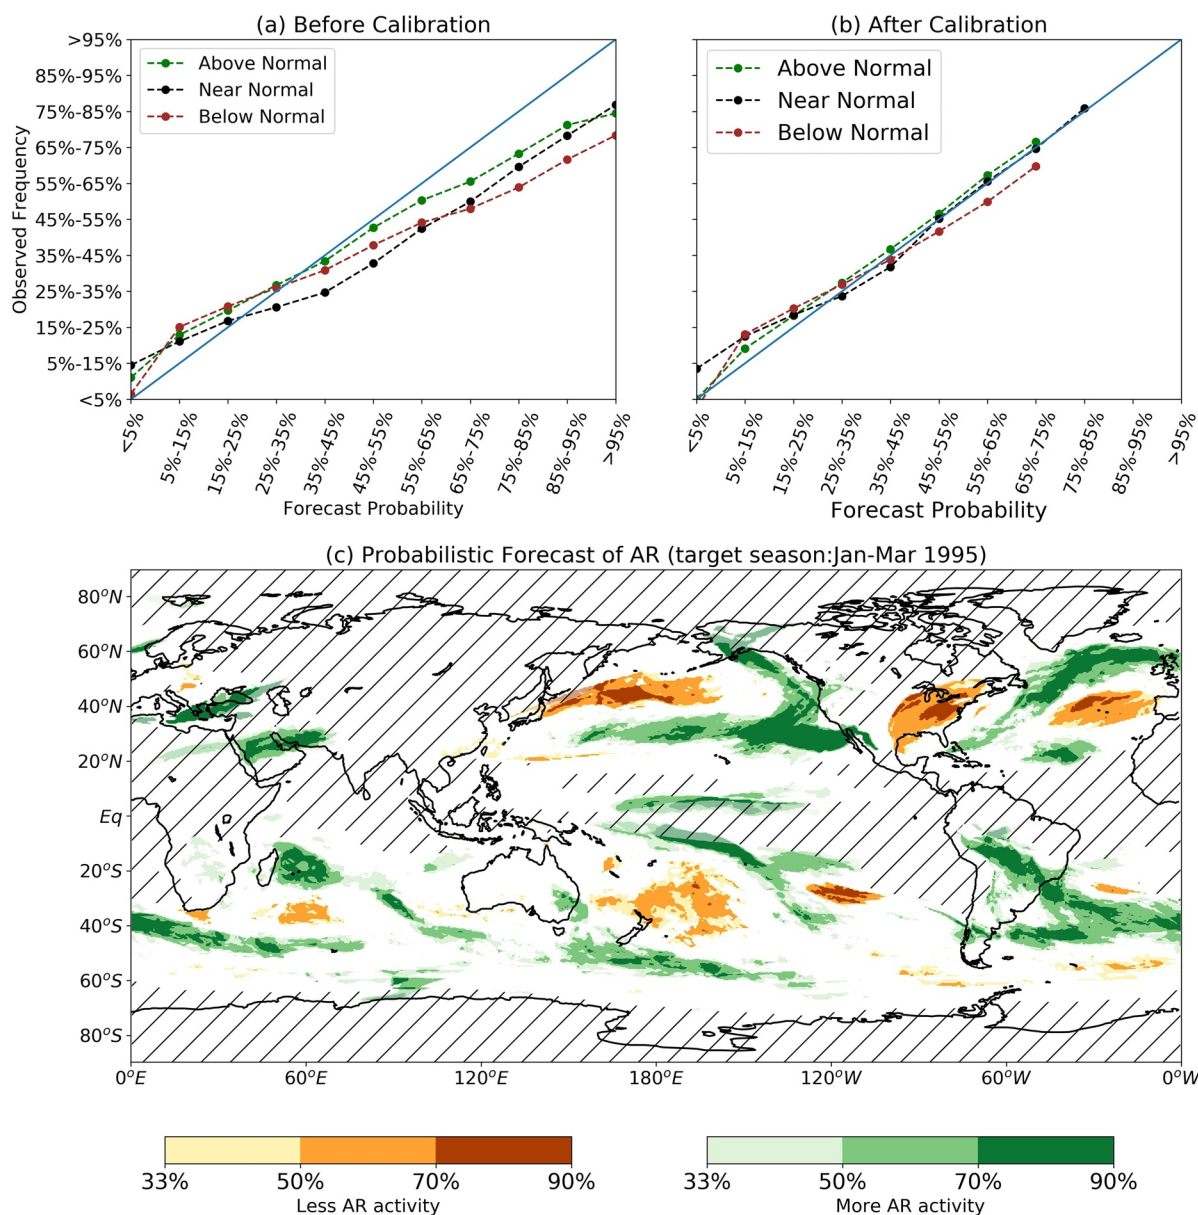 (a) Before Calibration
>95%
85%-95%
75%-85%
65%-75%
55%-65%
45%-55%
35%-45%
25%-35%
15%-25%
5%-15%
<5%
Observed Frequency
Above Normal
Near Normal
Below Normal
<5%
5%-15%
15%-25%
25%-35%
35%-45%
45%-55%
55%-65%
65%-75%
75%-85%
85%-95%
>95%
Forecast Probability
(b) After Calibration
Above Normal
Near Normal
Below Normal
<5%
5%-15%
15%-25%
25%-35%
35%-45%
45%-55%
55%-65%
65%-75%
75%-85%
85%-95%
>95%
Forecast Probability
(c) Probabilistic Forecast of AR (target season:Jan-Mar 1995)
80°N
60°N
40°N
20°N
Eq
20°S
40°S
60°S
80°S
0°E 60°E 120°E 180°E 120°W 60°W 0°W
33% 50% 70% 90%
Less AR activity
33% 50% 70% 90%
More AR activity